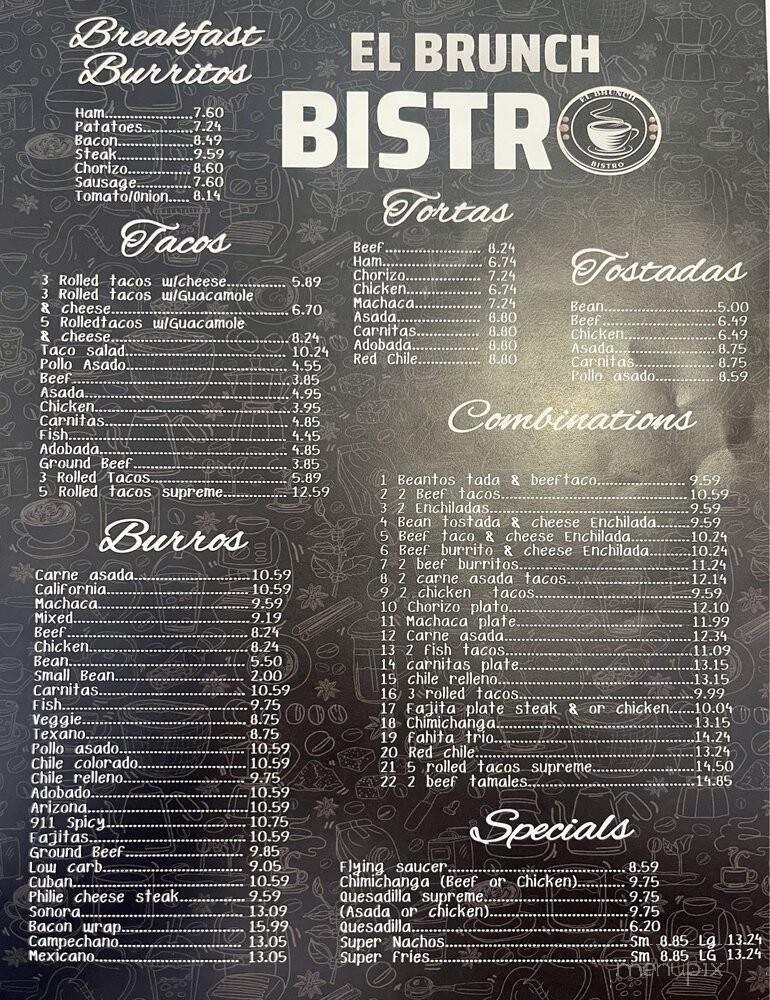 Breakfast
Burritos
Ham 7.60
Patatoes 7.24
Bacon 8.49
Steak 9.59
Chorizo 8.60
Sausage 7.60
Tomato/Onion 8.14
EL BRUNCH
BISTRO
EL BRUNCH
BISTRO
Tacos
3 Rolled tacos w/cheese 5.89
3 Rolled tacos w/Guacamole
& cheese 6.70
5 Rolledtacos w/Guacamole
& cheese 8.24
Taco salad 10.24
Pollo Asado 4.55
Beef 3.85
Asada 4.95
Chicken 3.95
Carnitas 4.85
Fish 4.45
Adobada 4.85
Ground Beef 3.85
3 Rolled Tacos 5.89
5 Rolled tacos supreme 12.59
Tortas
Beef 8.24
Ham 6.74
Chorizo 7.24
Chicken 6.74
Machaca 7.24
Asada 8.80
Carnitas 8.80
Adobada 8.80
Red Chile 8.80
Tostadas
Bean 5.00
Beef 6.49
Chicken 6.49
Asada 8.75
Carnitas 8.75
Pollo asado 8.59
Combinations
1 Beantos tada & beeftaco 9.59
2 2 Beef tacos 10.59
3 2 Enchiladas 9.59
4 Bean tostada & cheese Enchilada 9.59
5 Beef taco & cheese Enchilada 10.24
6 Beef burrito & cheese Enchilada 10.24
7 2 beef burritos 11.24
8 2 carne asada tacos 12.14
9 2 chicken tacos 9.59
10 Chorizo plato 12.10
11 Machaca plate 11.99
12 Carne asada 12.34
13 2 fish tacos 11.09
14 carnitas plate 13.15
15 chile relleno 13.15
16 3 rolled tacos 9.99
17 Fajita plate steak & or chicken 10.04
18 Chimichanga 13.15
19 fahita trio 14.24
20 Red chile 13.24
21 5 rolled tacos supreme 14.50
22 2 beef tamales 14.85
Burros
Carne asada 10.59
California 10.59
Machaca 9.59
Mixed 9.19
Beef 8.24
Chicken 8.24
Bean 5.50
Small Bean 2.00
Carnitas 10.59
Fish 9.75
Veggie 8.75
Texano 8.75
Pollo asado 10.59
Chile colorado 10.59
Chile relleno 9.75
Adobado 10.59
Arizona 10.59
911 Spicy 10.75
Fajitas 10.59
Ground Beef 9.85
Low carb 9.05
Cuban 10.59
Philie cheese steak 9.59
Sonora 13.09
Bacon wrap 15.99
Campechano 13.05
Mexicano 13.05
Specials
Flying saucer 8.59
Chimichanga (Beef or Chicken) 9.75
Quesadilla supreme 9.75
(Asada or chicken) 9.75
Quesadilla 6.20
Super Nachos Sm 8.85 Lg 13.24
Super fries Sm 8.85 LG 13.24
menupix